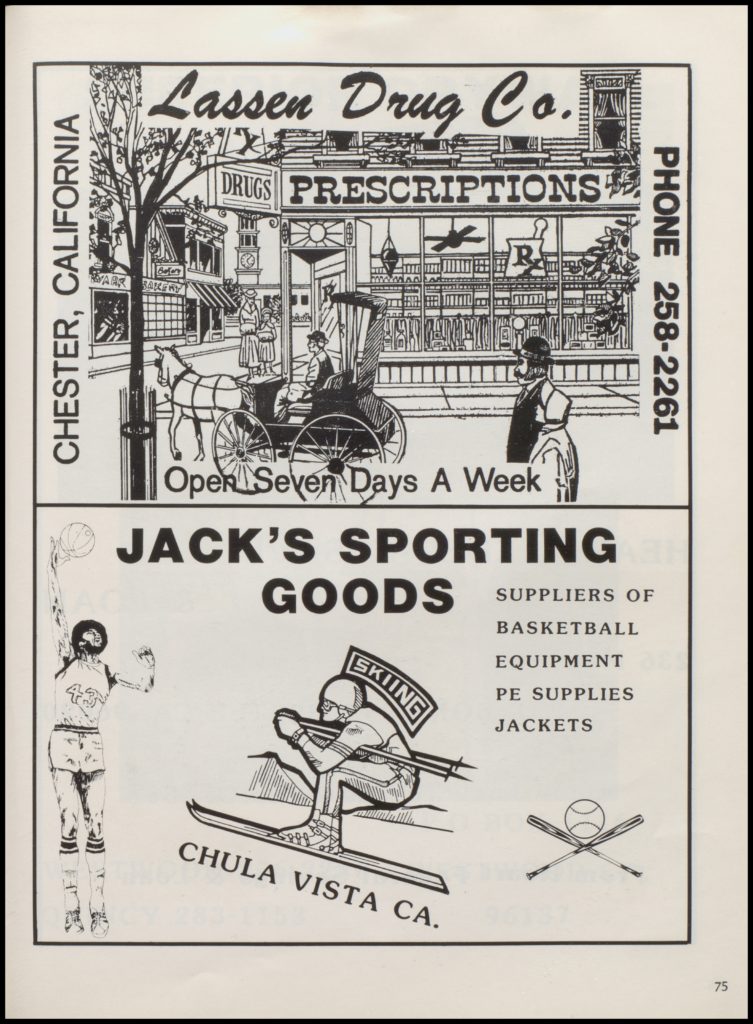 Lassen Drug Co.
CHESTER, CALIFORNIA
DRUGS
PRESCRIPTIONS
PHONE 258-2261
BAKERY
Rx
Open Seven Days A Week
JACK'S SPORTING
GOODS
SUPPLIERS OF
BASKETBALL
EQUIPMENT
PE SUPPLIES
JACKETS
SKIING
43
CHULA VISTA CA.
75